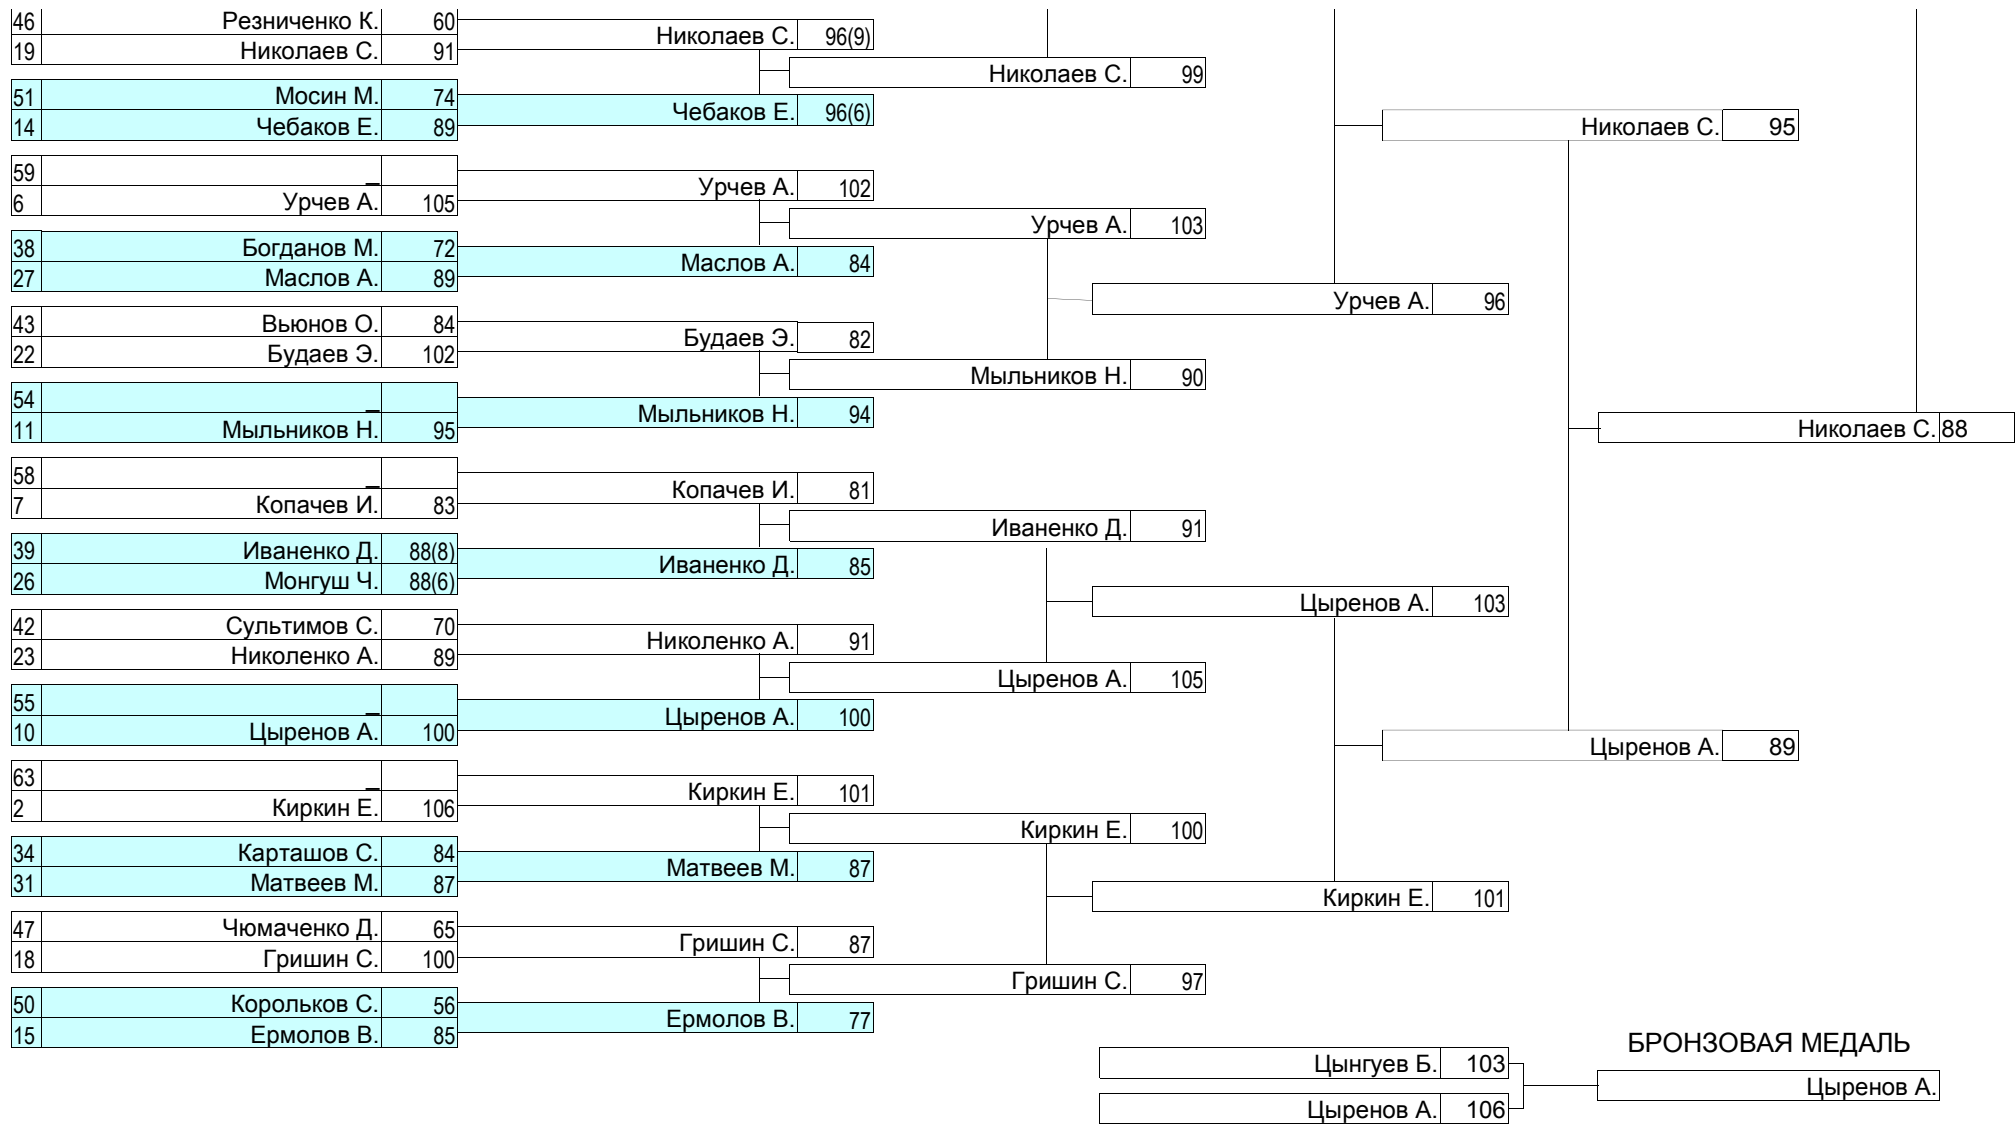 46 Резниченко К. 60
19 Николаев С. 91
Николаев С. 96(9)
Николаев С. 99
51 Мосин М. 74
14 Чебаков Е. 89
Чебаков Е. 96(6)
Николаев С. 95
59 _
6 Урчев А. 105
Урчев А. 102
Урчев А. 103
38 Богданов М. 72
27 Маслов А. 89
Маслов А. 84
Урчев А. 96
43 Вьюнов О. 84
22 Будаев Э. 102
Будаев Э. 82
Мыльников Н. 90
54 _
11 Мыльников Н. 95
Мыльников Н. 94
Николаев С. 88
58 _
7 Копачев И. 83
Копачев И. 81
Иваненко Д. 91
39 Иваненко Д. 88(8)
26 Монгуш Ч. 88(6)
Иваненко Д. 85
Цыренов А. 103
42 Сультимов С. 70
23 Николенко А. 89
Николенко А. 91
Цыренов А. 105
55 _
10 Цыренов А. 100
Цыренов А. 100
Цыренов А. 89
63 _
2 Киркин Е. 106
Киркин Е. 101
Киркин Е. 100
34 Карташов С. 84
31 Матвеев М. 87
Матвеев М. 87
Киркин Е. 101
47 Чюмаченко Д. 65
18 Гришин С. 100
Гришин С. 87
Гришин С. 97
50 Корольков С. 56
15 Ермолов В. 85
Ермолов В. 77
БРОНЗОВАЯ МЕДАЛЬ
Цынгуев Б. 103
Цыренов А.
Цыренов А. 106